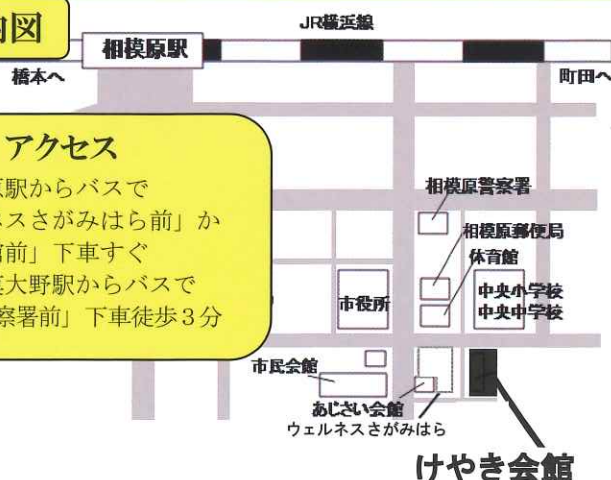 内図
JR横浜線
相模原駅
橋本へ
町田へ
アクセス
駅からバスで
スさがみはら前」か
館前」下車すぐ
大野駅からバスで
察署前」下車徒歩3分
相模原警察署
相模原郵便局
体育館
市役所
中央小学校
中央中学校
市民会館
あじさい会館
ウェルネスさがみはら
けやき会館